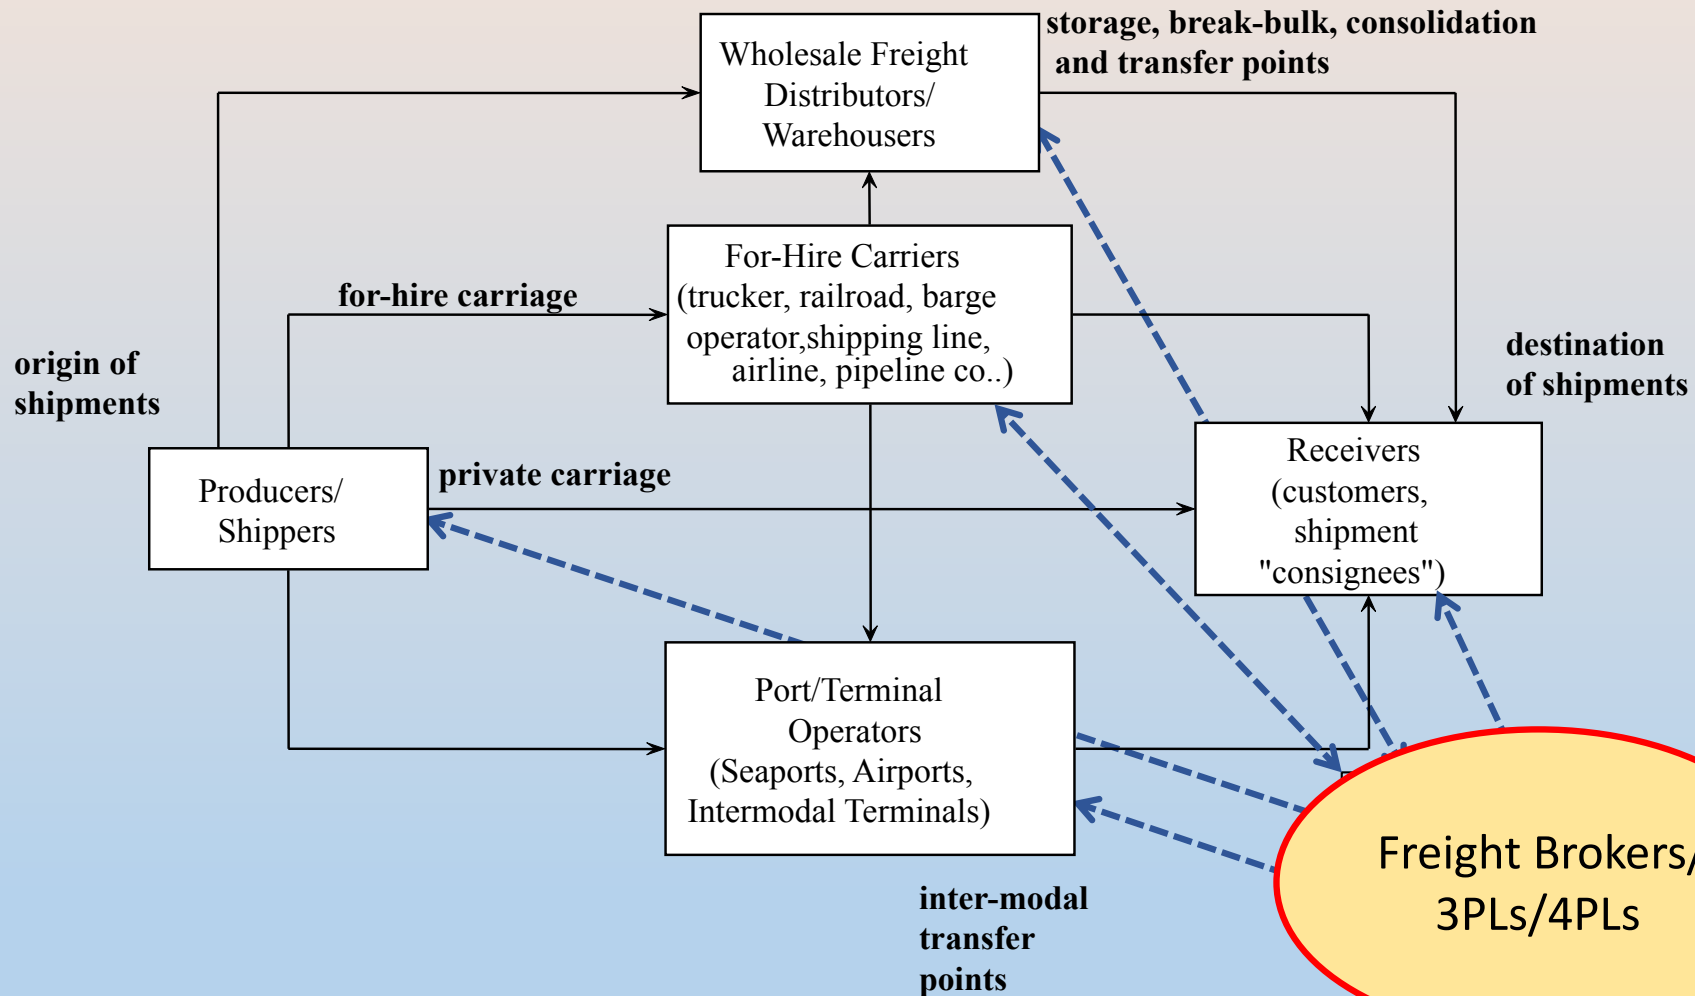 storage, break-bulk, consolidation
and transfer points
Wholesale Freight
Distributors/
Warehousers
For-Hire Carriers
(trucker, railroad, barge
operator,shipping line,
airline, pipeline co..)
for-hire carriage
origin of
shipments
destination
of shipments
Producers/
Shippers
private carriage
Receivers
(customers,
shipment
"consignees")
Port/Terminal
Operators
(Seaports, Airports,
Intermodal Terminals)
inter-modal
transfer
points
Freight Brokers/
3PLs/4PLs